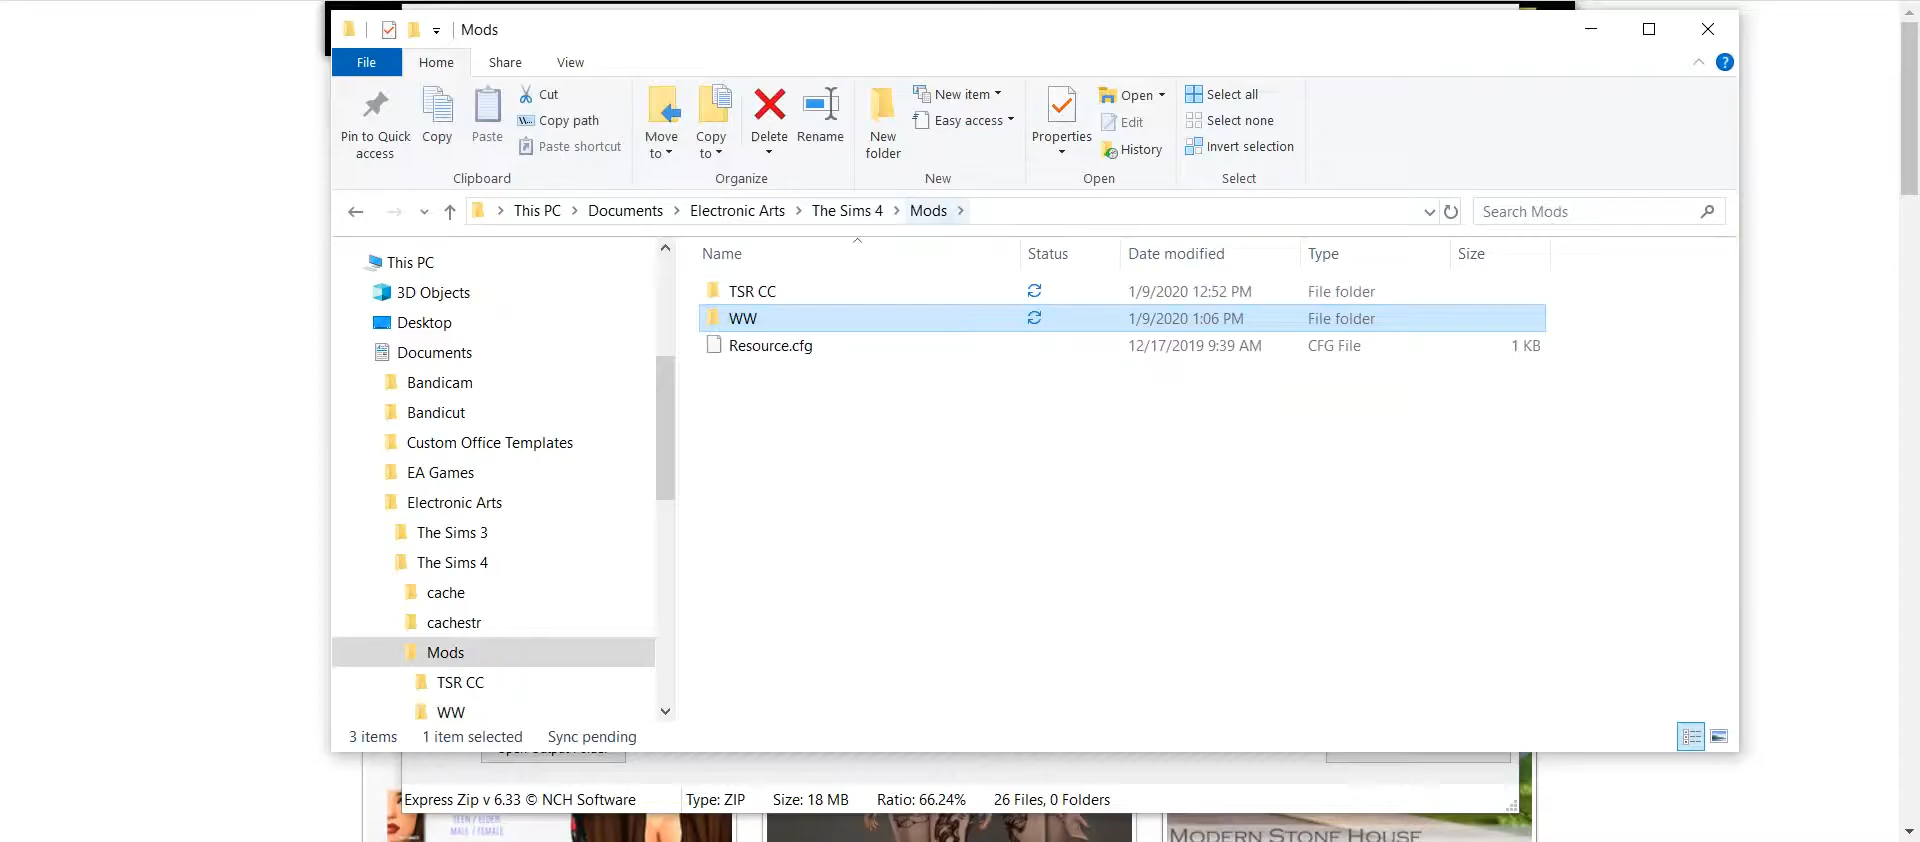 Mods
File Home Share View
Pin to Quick access
Copy
Paste
Cut
Copy path
Paste shortcut
Clipboard
Move to
Copy to
Delete
Rename
Organize
New folder
New item
Easy access
New
Properties
Open
Edit
History
Open
Select all
Select none
Invert selection
Select
This PC Documents Electronic Arts The Sims 4 Mods
Search Mods
This PC
3D Objects
Desktop
Documents
Bandicam
Bandicut
Custom Office Templates
EA Games
Electronic Arts
The Sims 3
The Sims 4
cache
cachestr
Mods
TSR CC
WW
Name Status Date modified Type Size
TSR CC 1/9/2020 12:52 PM File folder
WW 1/9/2020 1:06 PM File folder
Resource.cfg 12/17/2019 9:39 AM CFG File 1 KB
3 items 1 item selected Sync pending
Express Zip v 6.33 © NCH Software Type: ZIP Size: 18 MB Ratio: 66.24% 26 Files, 0 Folders
TEEN / ELDER
MALE / FEMALE
MODERN STONE HOUSE